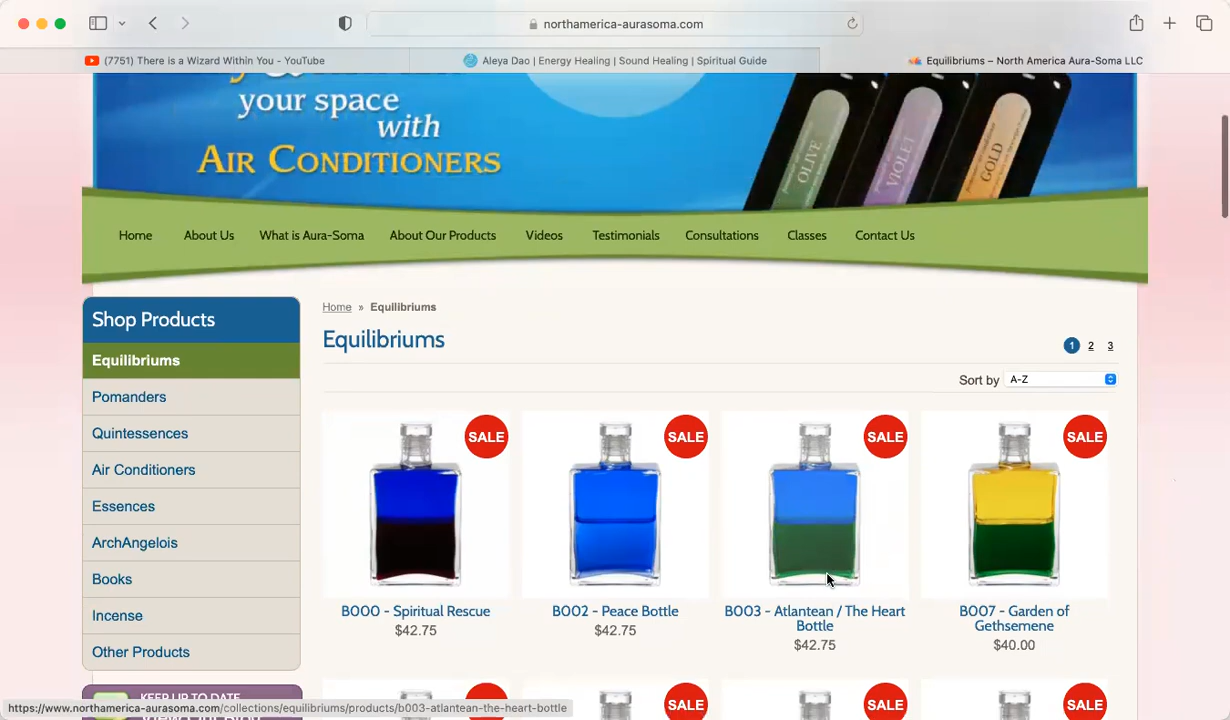 northamerica-aurasoma.com
(7751) There is a Wizard Within You - YouTube
Aleya Dao | Energy Healing | Sound Healing | Spiritual Guide
Equilibriums – North America Aura-Soma LLC
your space
with
AIR CONDITIONERS
OLIVE
VIOLET
GOLD
Home About Us What is Aura-Soma About Our Products Videos Testimonials Consultations Classes Contact Us
Shop Products
Equilibriums
Pomanders
Quintessences
Air Conditioners
Essences
ArchAngelois
Books
Incense
Other Products
KEEP UP TO DATE
Home » Equilibriums
Equilibriums
1 2 3
Sort by A-Z
SALE SALE SALE SALE
B000 - Spiritual Rescue
$42.75
B002 - Peace Bottle
$42.75
B003 - Atlantean / The Heart
Bottle
$42.75
B007 - Garden of
Gethsemene
$40.00
SALE SALE SALE SALE
https://www.northamerica-aurasoma.com/collections/equilibriums/products/b003-atlantean-the-heart-bottle